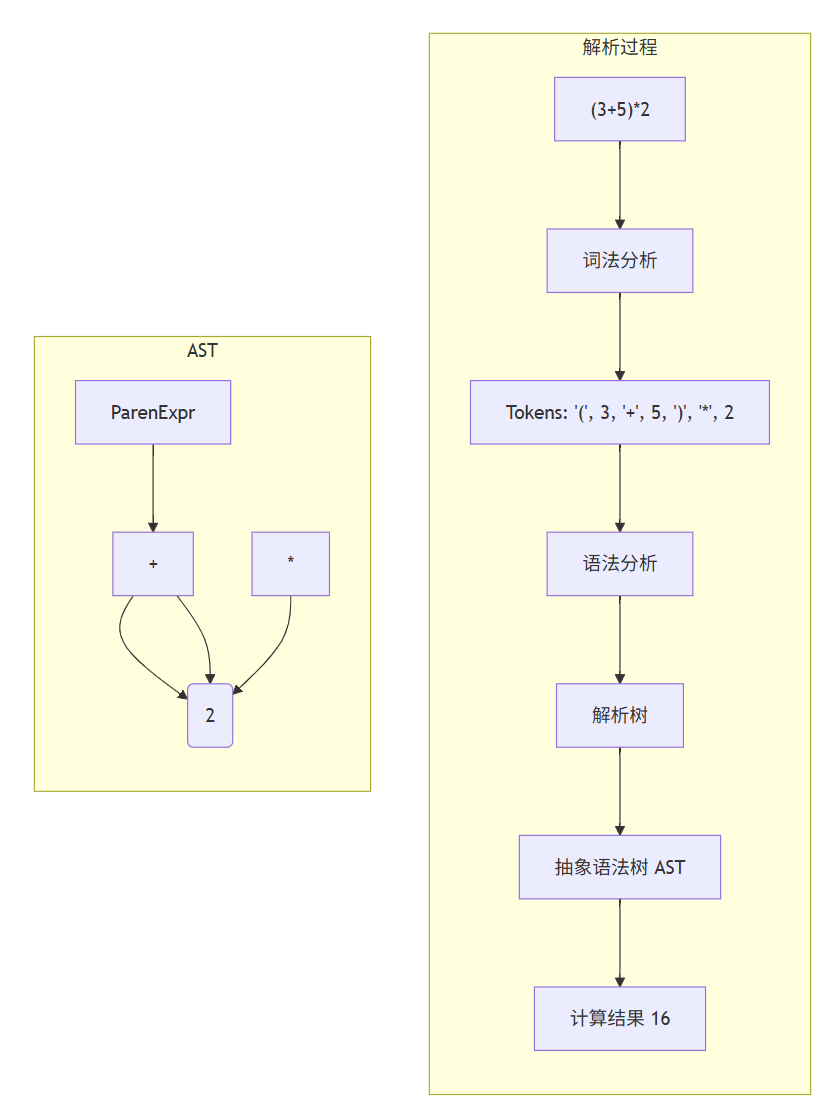 AST
ParenExpr
+
*
2
解析过程
(3+5)*2
词法分析
Tokens: '(', 3, '+', 5, ')', '*', 2
语法分析
解析树
抽象语法树 AST
计算结果 16